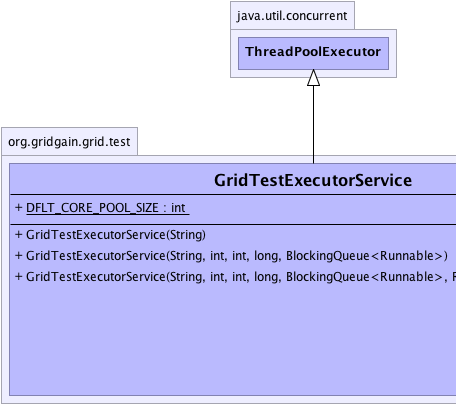 java.util.concurrent
ThreadPoolExecutor
org.gridgain.grid.test
GridTestExecutorService
+ DFLT_CORE_POOL_SIZE : int
+ GridTestExecutorService(String)
+ GridTestExecutorService(String, int, int, long, BlockingQueue<Runnable>)
+ GridTestExecutorService(String, int, int, long, BlockingQueue<Runnable>,